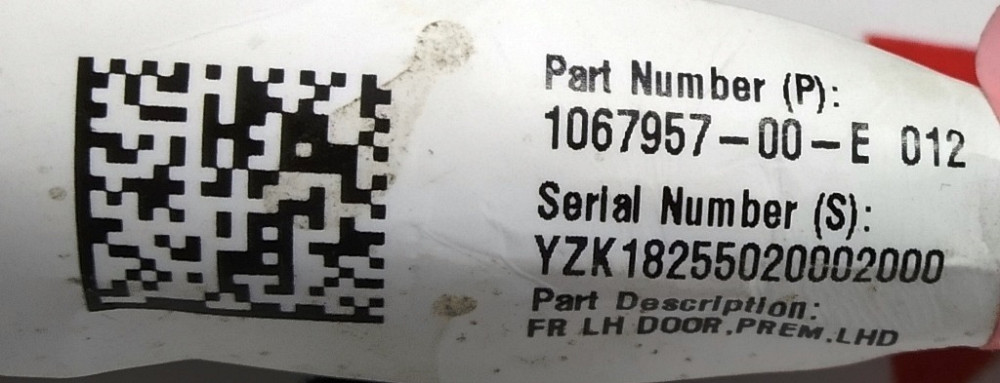 Part Number (P):
1067957-00-E 012
Serial Number (S):
YZK18255020002000
Part Description:
FR LH DOOR,PREM,LHD